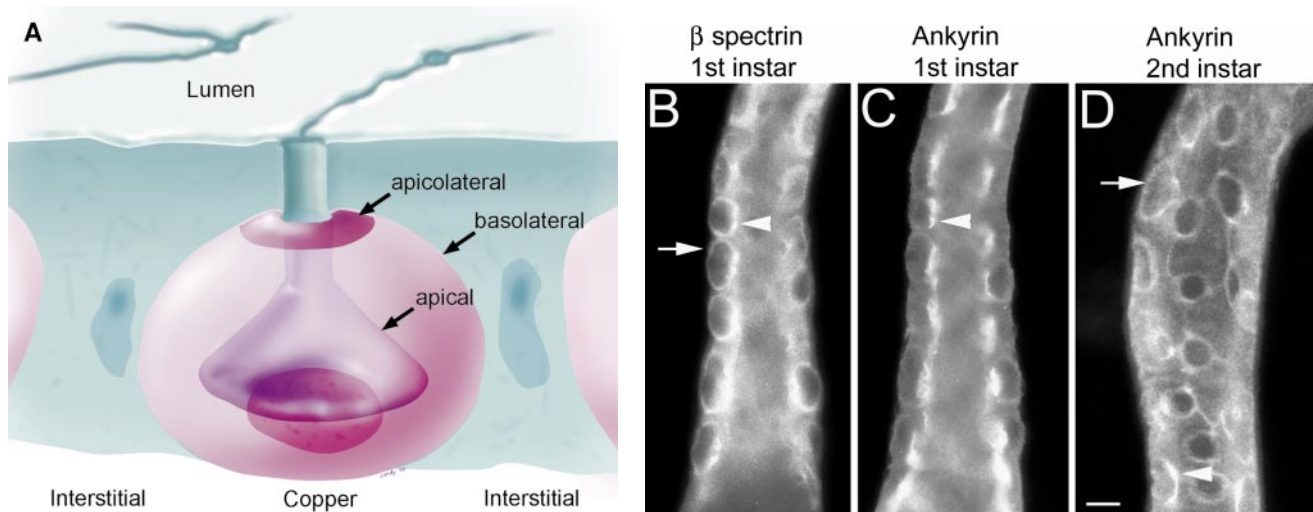 A
Lumen
apicolateral
basolateral
apical
Interstitial
Copper
Interstitial
β spectrin
1st instar
Ankyrin
1st instar
Ankyrin
2nd instar
B
C
D